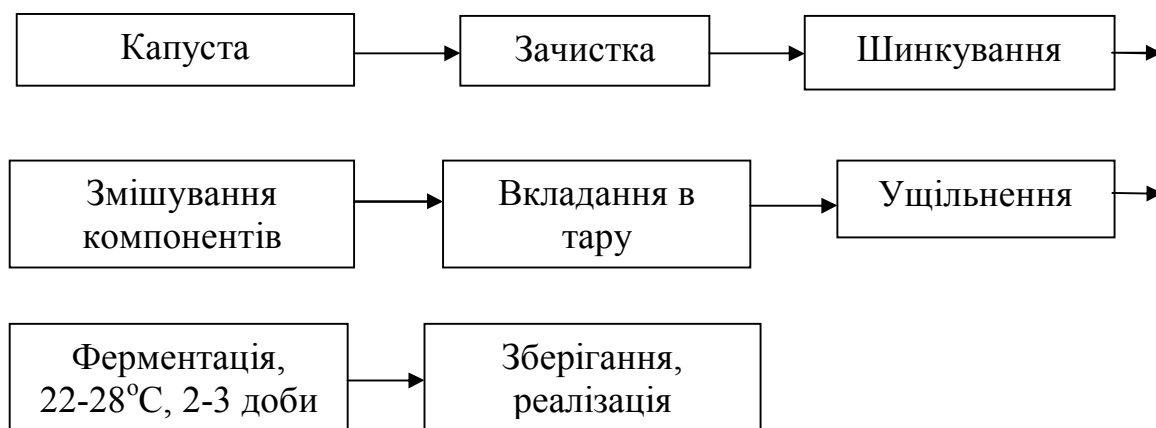 Капуста
Зачистка
Шинкування
Змішування
компонентів
Вкладання в
тару
Ущільнення
Ферментація,
22-28°С, 2-3 доби
Зберігання,
реалізація